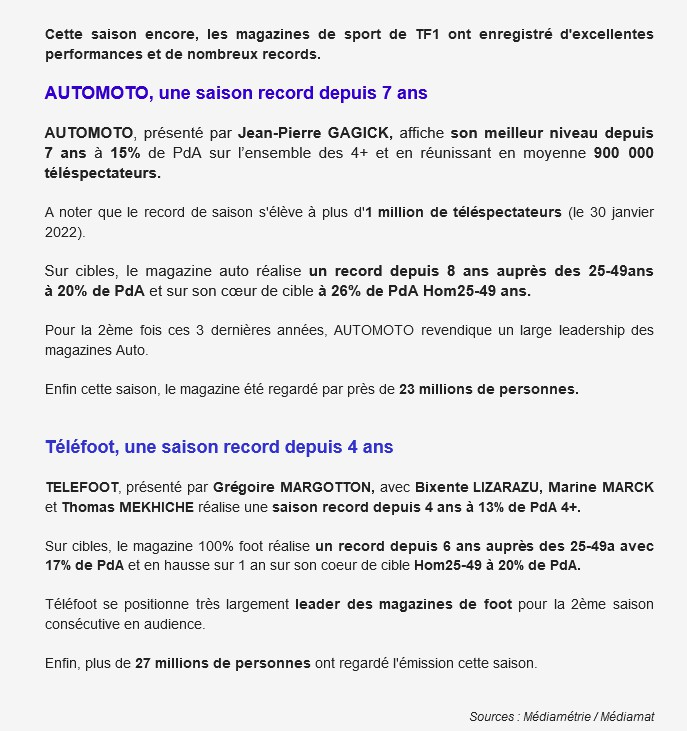 Cette saison encore, les magazines de sport de TF1 ont enregistré d'excellentes
performances et de nombreux records.
AUTOMOTO, une saison record depuis 7 ans
AUTOMOTO, présenté par Jean-Pierre GAGICK, affiche son meilleur niveau depuis
7 ans à 15% de PdA sur l’ensemble des 4+ et en réunissant en moyenne 900 000
téléspectateurs.
A noter que le record de saison s'élève à plus d'1 million de téléspectateurs (le 30 janvier
2022).
Sur cibles, le magazine auto réalise un record depuis 8 ans auprès des 25-49ans
à 20% de PdA et sur son cœur de cible à 26% de PdA Hom25-49 ans.
Pour la 2ème fois ces 3 dernières années, AUTOMOTO revendique un large leadership des
magazines Auto.
Enfin cette saison, le magazine été regardé par près de 23 millions de personnes.
Téléfoot, une saison record depuis 4 ans
TELEFOOT, présenté par Grégoire MARGOTTON, avec Bixente LIZARAZU, Marine MARCK
et Thomas MEKHICHE réalise une saison record depuis 4 ans à 13% de PdA 4+.
Sur cibles, le magazine 100% foot réalise un record depuis 6 ans auprès des 25-49a avec
17% de PdA et en hausse sur 1 an sur son coeur de cible Hom25-49 à 20% de PdA.
Téléfoot se positionne très largement leader des magazines de foot pour la 2ème saison
consécutive en audience.
Enfin, plus de 27 millions de personnes ont regardé l'émission cette saison.
Sources : Médiamétrie / Médiamat